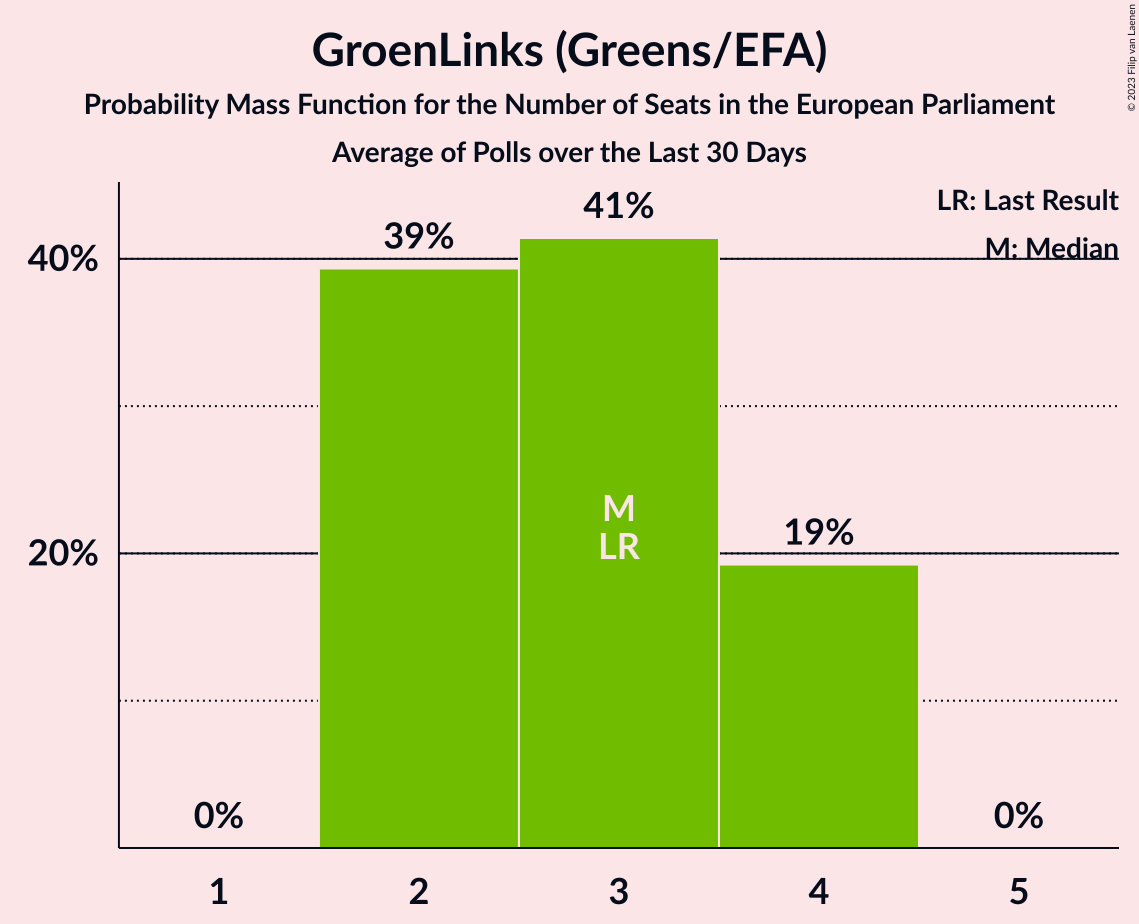 GroenLinks (Greens/EFA)
Probability Mass Function for the Number of Seats in the European Parliament
Average of Polls over the Last 30 Days
© 2023 Filip van Laenen
LR: Last Result
M: Median
41%
39%
40%
M
LR
19%
20%
0%
0%
1 2 3 4 5